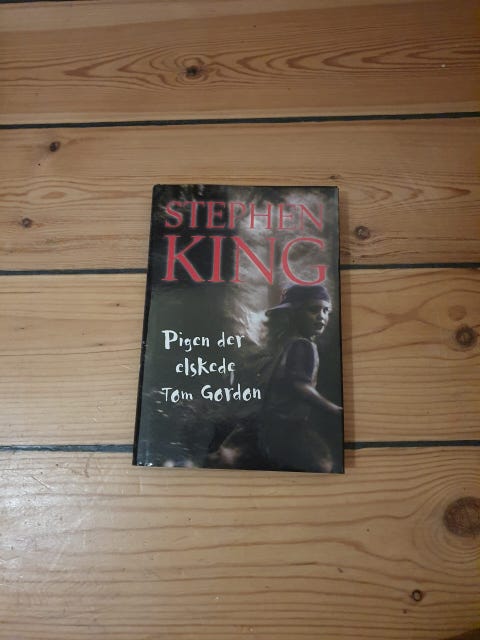 STEPHEN
KING
Pigen der
elskede
Tom Gordon